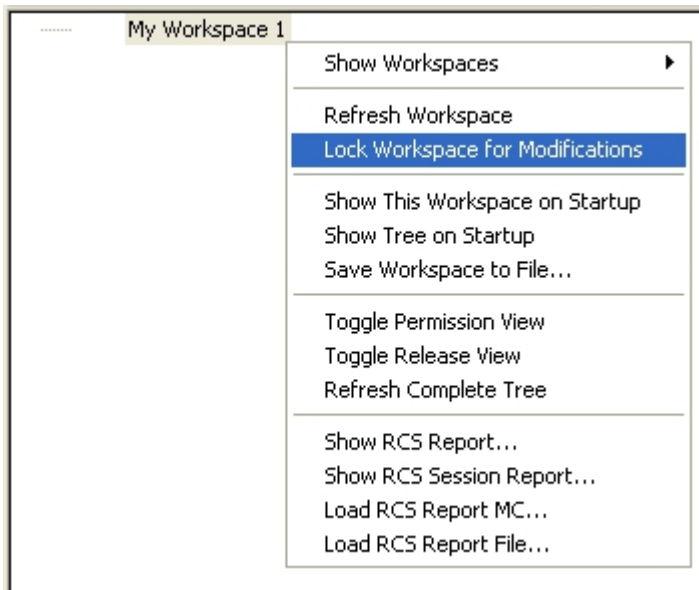 My Workspace 1
Show Workspaces
Refresh Workspace
Lock Workspace for Modifications
Show This Workspace on Startup
Show Tree on Startup
Save Workspace to File...
Toggle Permission View
Toggle Release View
Refresh Complete Tree
Show RCS Report...
Show RCS Session Report...
Load RCS Report MC...
Load RCS Report File...